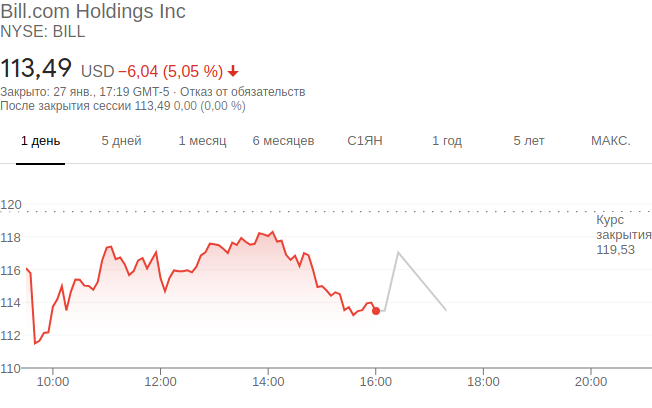 Bill.com Holdings Inc
NYSE: BILL
113,49 USD −6,04 (5,05 %)
Закрыто: 27 янв., 17:19 GMT-5 · Отказ от обязательств
После закрытия сессии 113,49 0,00 (0,00 %)
1 день 5 дней 1 месяц 6 месяцев С1ЯН 1 год 5 лет МАКС.
120
Курс
118
закрытия
119,53
116
114
112
110
10:00 12:00 14:00 16:00 18:00 20:00